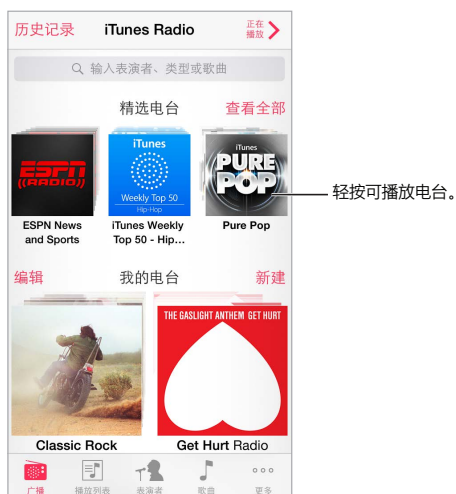 历史记录
iTunes Radio
正在
播放
输入表演者、类型或歌曲
精选电台
查看全部
ESPN
((RADIO))
iTunes
Weekly Top 50
Hip-Hop
iTunes
PURE
POP
轻按可播放电台。
ESPN News
and Sports
iTunes Weekly
Top 50 - Hip...
Pure Pop
编辑
我的电台
新建
THE GASLIGHT ANTHEM GET HURT
Classic Rock
Get Hurt Radio
广播
播放列表
表演者
歌曲
更多